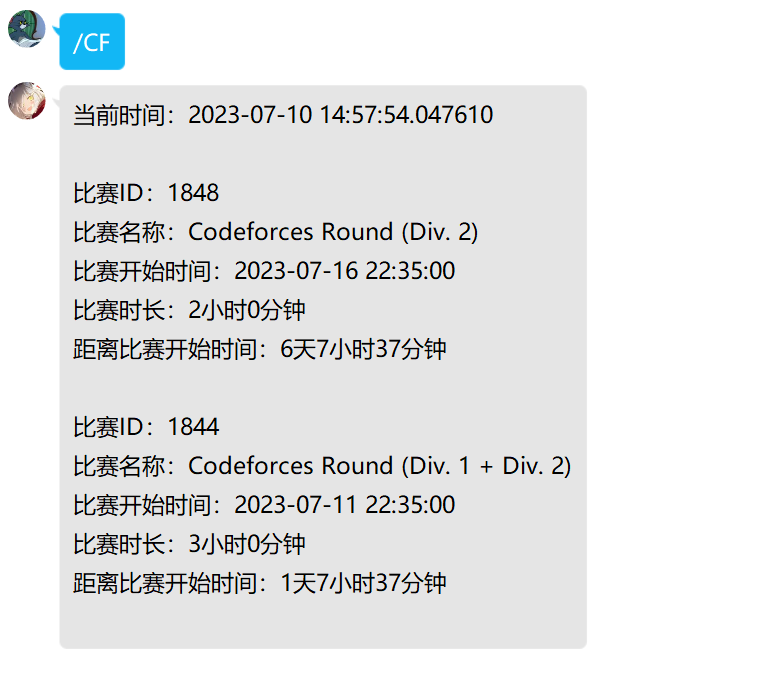 /CF
当前时间：2023-07-10 14:57:54.047610
比赛ID：1848
比赛名称：Codeforces Round (Div. 2)
比赛开始时间：2023-07-16 22:35:00
比赛时长：2小时0分钟
距离比赛开始时间：6天7小时37分钟
比赛ID：1844
比赛名称：Codeforces Round (Div. 1 + Div. 2)
比赛开始时间：2023-07-11 22:35:00
比赛时长：3小时0分钟
距离比赛开始时间：1天7小时37分钟